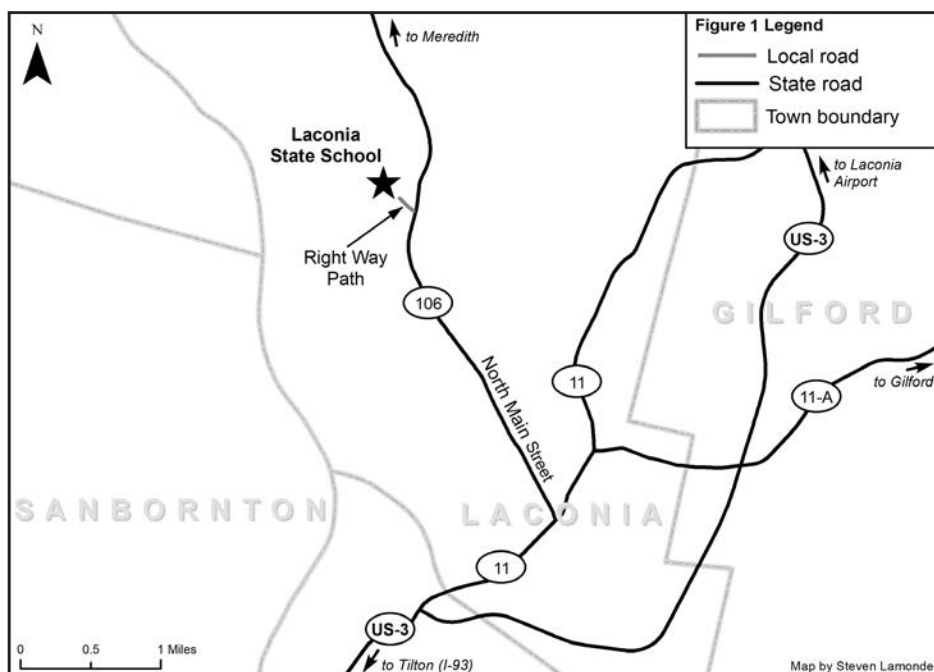 N
to Meredith
Figure 1 Legend
Local road
State road
Town boundary
Laconia
State School
to Laconia
Airport
Right Way
Path
US-3
106
GILFORD
North Main Street
11
to Gilford
11-A
SANBORNTON
LACONIA
11
US-3
0 0.5 1 Miles
to Tilton (I-93)
Map by Steven Lamonde